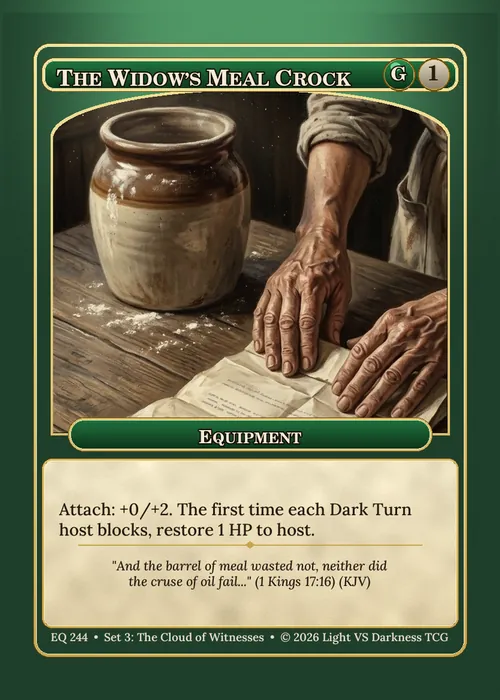 The Widow's Meal Crock G 1
Equipment
Attach: +0/+2. The first time each Dark Turn
host blocks, restore 1 HP to host.
"And the barrel of meal wasted not, neither did
the cruse of oil fail..." (1 Kings 17:16) (KJV)
EQ 244 • Set 3: The Cloud of Witnesses • © 2026 Light VS Darkness TCG